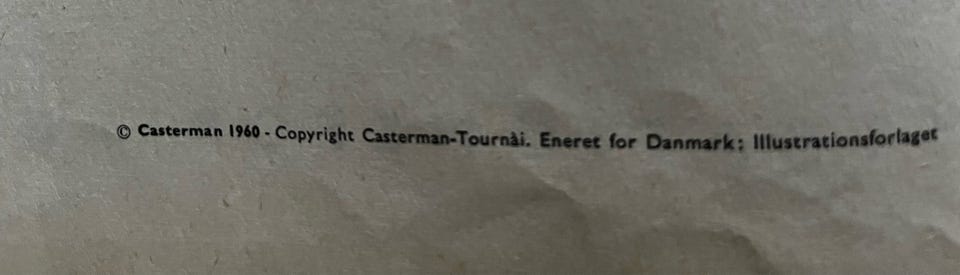 © Casterman 1960 - Copyright Casterman-Tournài. Eneret for Danmark: Illustrationsforlaget